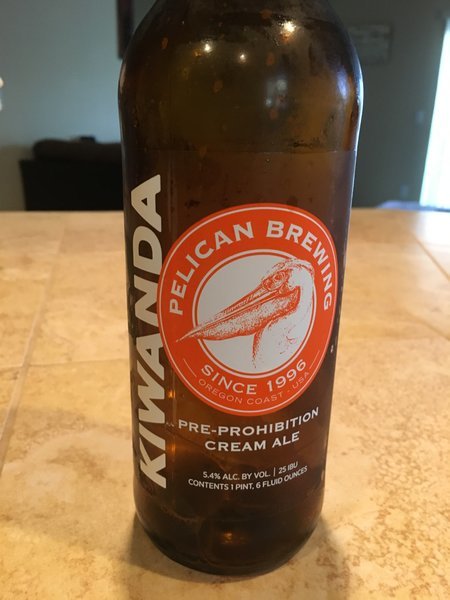 KIWANDA
PELICAN BREWING
SINCE 1996
OREGON COAST · USA
PRE-PROHIBITION
CREAM ALE
5.4% ALC. BY VOL. | 25 IBU
CONTENTS 1 PINT, 6 FLUID OUNCES